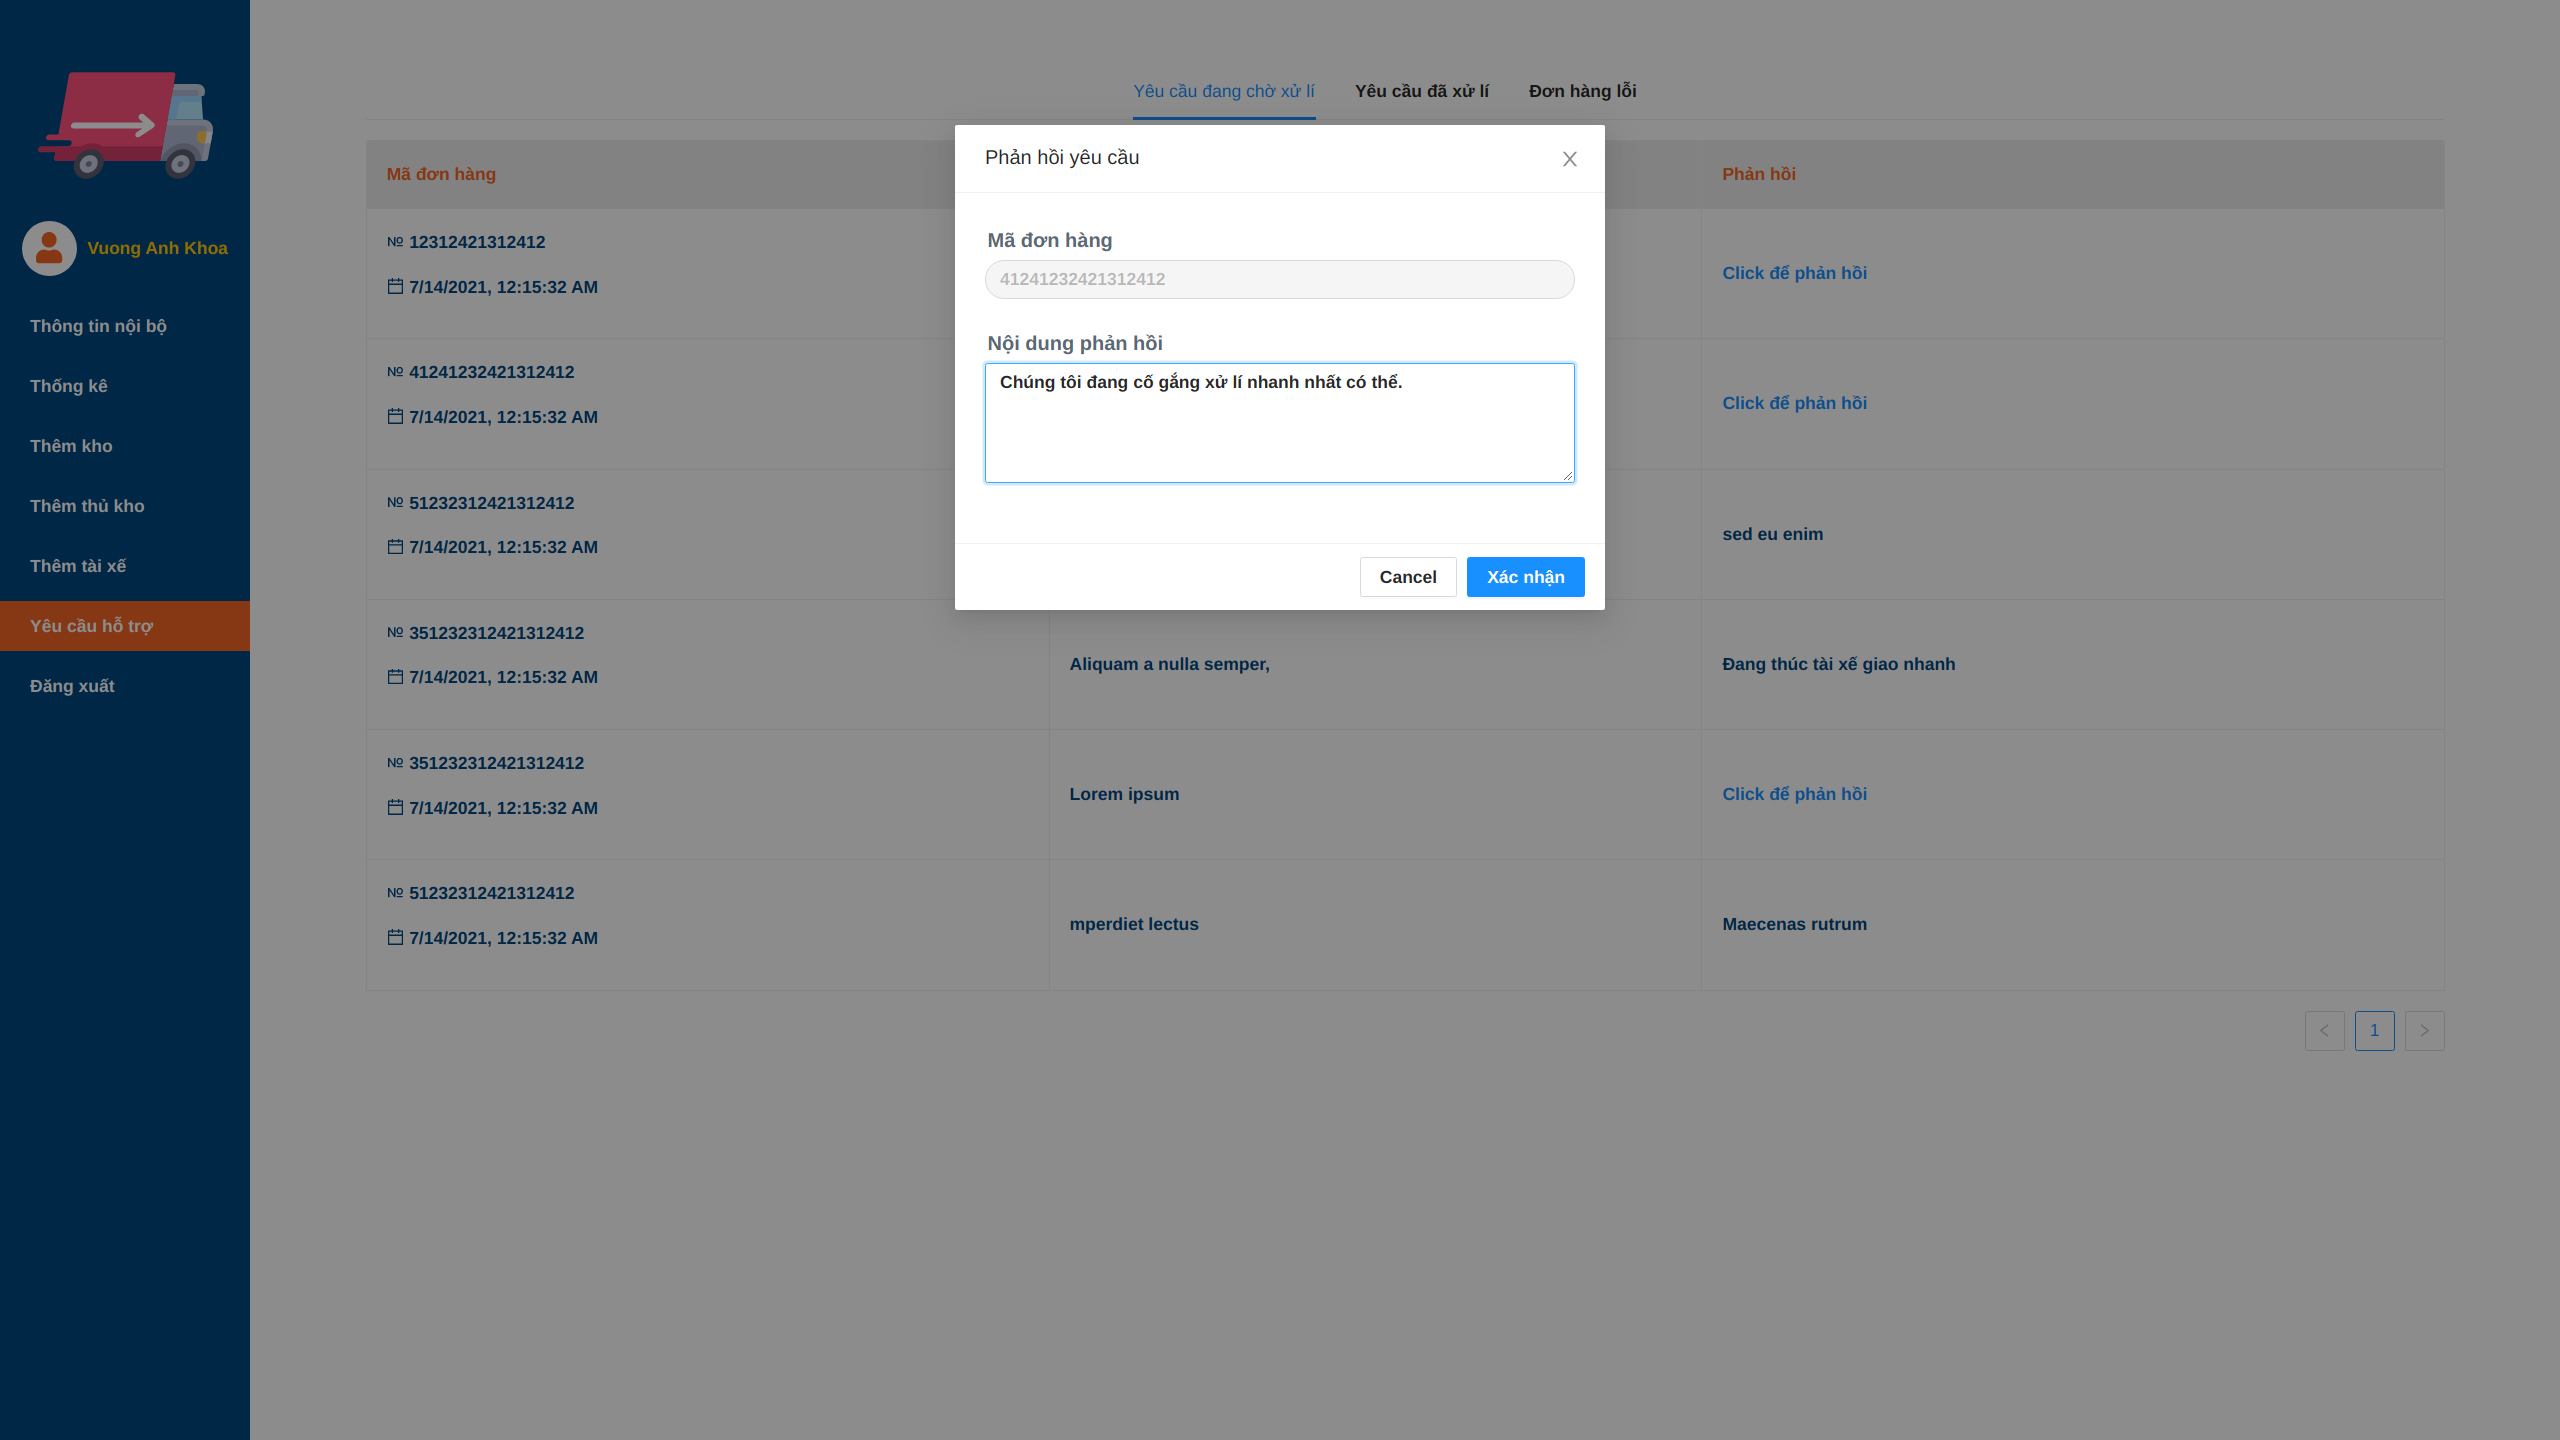 Vuong Anh Khoa
Thông tin nội bộ
Thống kê
Thêm kho
Thêm thủ kho
Thêm tài xế
Yêu cầu hỗ trợ
Đăng xuất
Yêu cầu đang chờ xử lí
Yêu cầu đã xử lí
Đơn hàng lỗi
Mã đơn hàng
Phản hồi
№ 12312421312412
7/14/2021, 12:15:32 AM
Click để phản hồi
№ 41241232421312412
7/14/2021, 12:15:32 AM
Click để phản hồi
№ 51232312421312412
7/14/2021, 12:15:32 AM
sed eu enim
№ 351232312421312412
7/14/2021, 12:15:32 AM
Aliquam a nulla semper,
Đang thúc tài xế giao nhanh
№ 351232312421312412
7/14/2021, 12:15:32 AM
Lorem ipsum
Click để phản hồi
№ 51232312421312412
7/14/2021, 12:15:32 AM
mperdiet lectus
Maecenas rutrum
1
Phản hồi yêu cầu
Mã đơn hàng
41241232421312412
Nội dung phản hồi
Chúng tôi đang cố gắng xử lí nhanh nhất có thể.
Cancel
Xác nhận